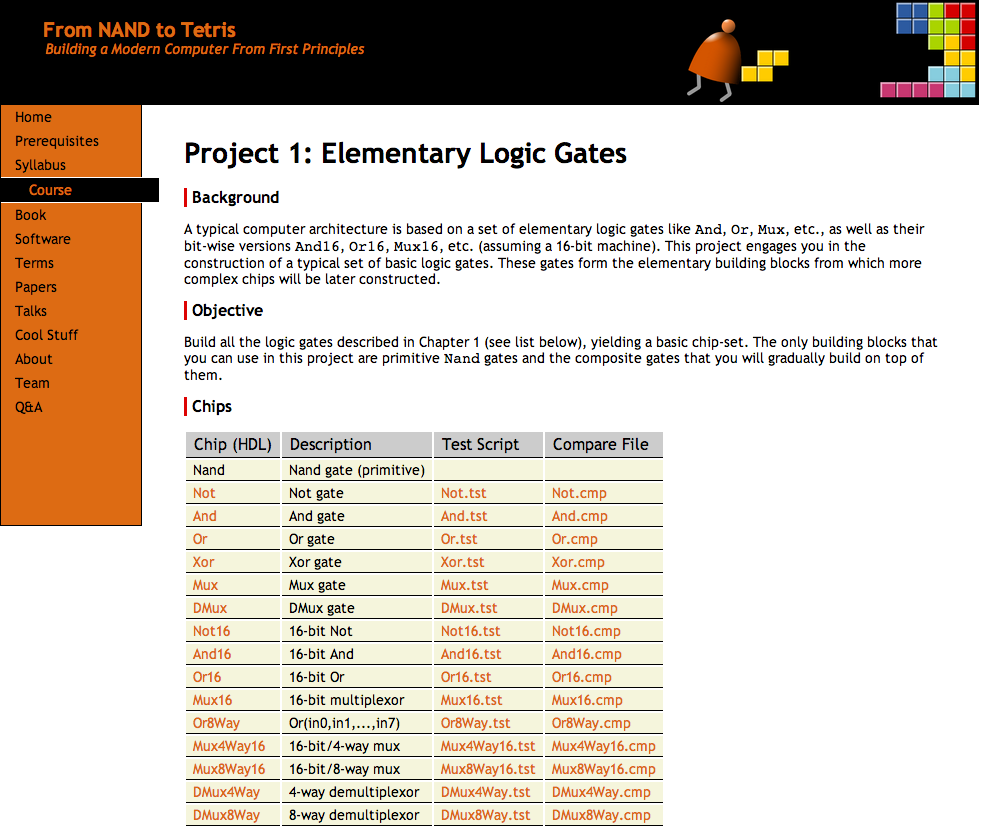 From NAND to Tetris
Building a Modern Computer From First Principles
Home
Prerequisites
Syllabus
Course
Book
Software
Terms
Papers
Talks
Cool Stuff
About
Team
Q&A
Project 1: Elementary Logic Gates
Background
A typical computer architecture is based on a set of elementary logic gates like And, Or, Mux, etc., as well as their
bit-wise versions And16, Or16, Mux16, etc. (assuming a 16-bit machine). This project engages you in the
construction of a typical set of basic logic gates. These gates form the elementary building blocks from which more
complex chips will be later constructed.
Objective
Build all the logic gates described in Chapter 1 (see list below), yielding a basic chip-set. The only building blocks that
you can use in this project are primitive Nand gates and the composite gates that you will gradually build on top of
them.
Chips
Chip (HDL) Description Test Script Compare File
Nand Nand gate (primitive)
Not Not gate Not.tst Not.cmp
And And gate And.tst And.cmp
Or Or gate Or.tst Or.cmp
Xor Xor gate Xor.tst Xor.cmp
Mux Mux gate Mux.tst Mux.cmp
DMux DMux gate DMux.tst DMux.cmp
Not16 16-bit Not Not16.tst Not16.cmp
And16 16-bit And And16.tst And16.cmp
Or16 16-bit Or Or16.tst Or16.cmp
Mux16 16-bit multiplexor Mux16.tst Mux16.cmp
Or8Way Or(in0,in1,...,in7) Or8Way.tst Or8Way.cmp
Mux4Way16 16-bit/4-way mux Mux4Way16.tst Mux4Way16.cmp
Mux8Way16 16-bit/8-way mux Mux8Way16.tst Mux8Way16.cmp
DMux4Way 4-way demultiplexor DMux4Way.tst DMux4Way.cmp
DMux8Way 8-way demultiplexor DMux8Way.tst DMux8Way.cmp